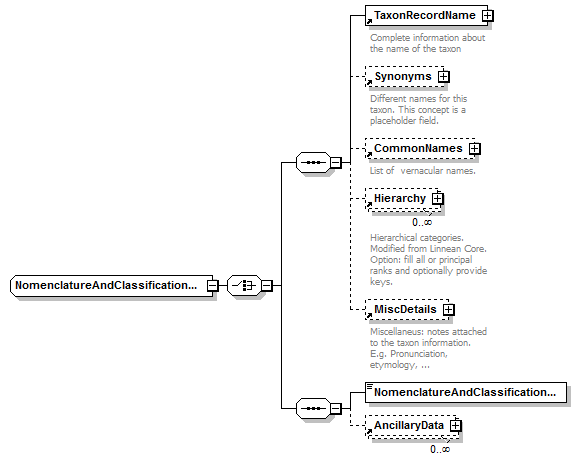 TaxonRecordName
Complete information about
the name of the taxon
Synonyms
Different names for this
taxon. This concept is a
placeholder field.
CommonNames
List of vernacular names.
Hierarchy
0..∞
Hierarchical categories.
Modified from Linnean Core.
Option: fill all or principal
ranks and optionally provide
keys.
NomenclatureAndClassification...
MiscDetails
Miscellaneus: notes attached
to the taxon information.
E.g. Pronunciation,
etymology, ...
NomenclatureAndClassification...
AncillaryData
0..∞